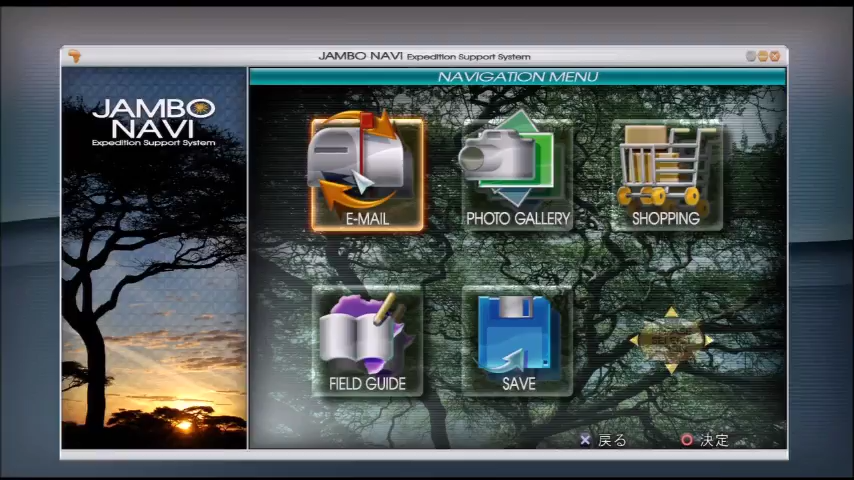 JAMBO NAVI Expedition Support System
NAVIGATION MENU
JAMBO
NAVI
Expedition Support System
E-MAIL
PHOTO GALLERY
SHOPPING
FIELD GUIDE
SAVE
戻る
決定